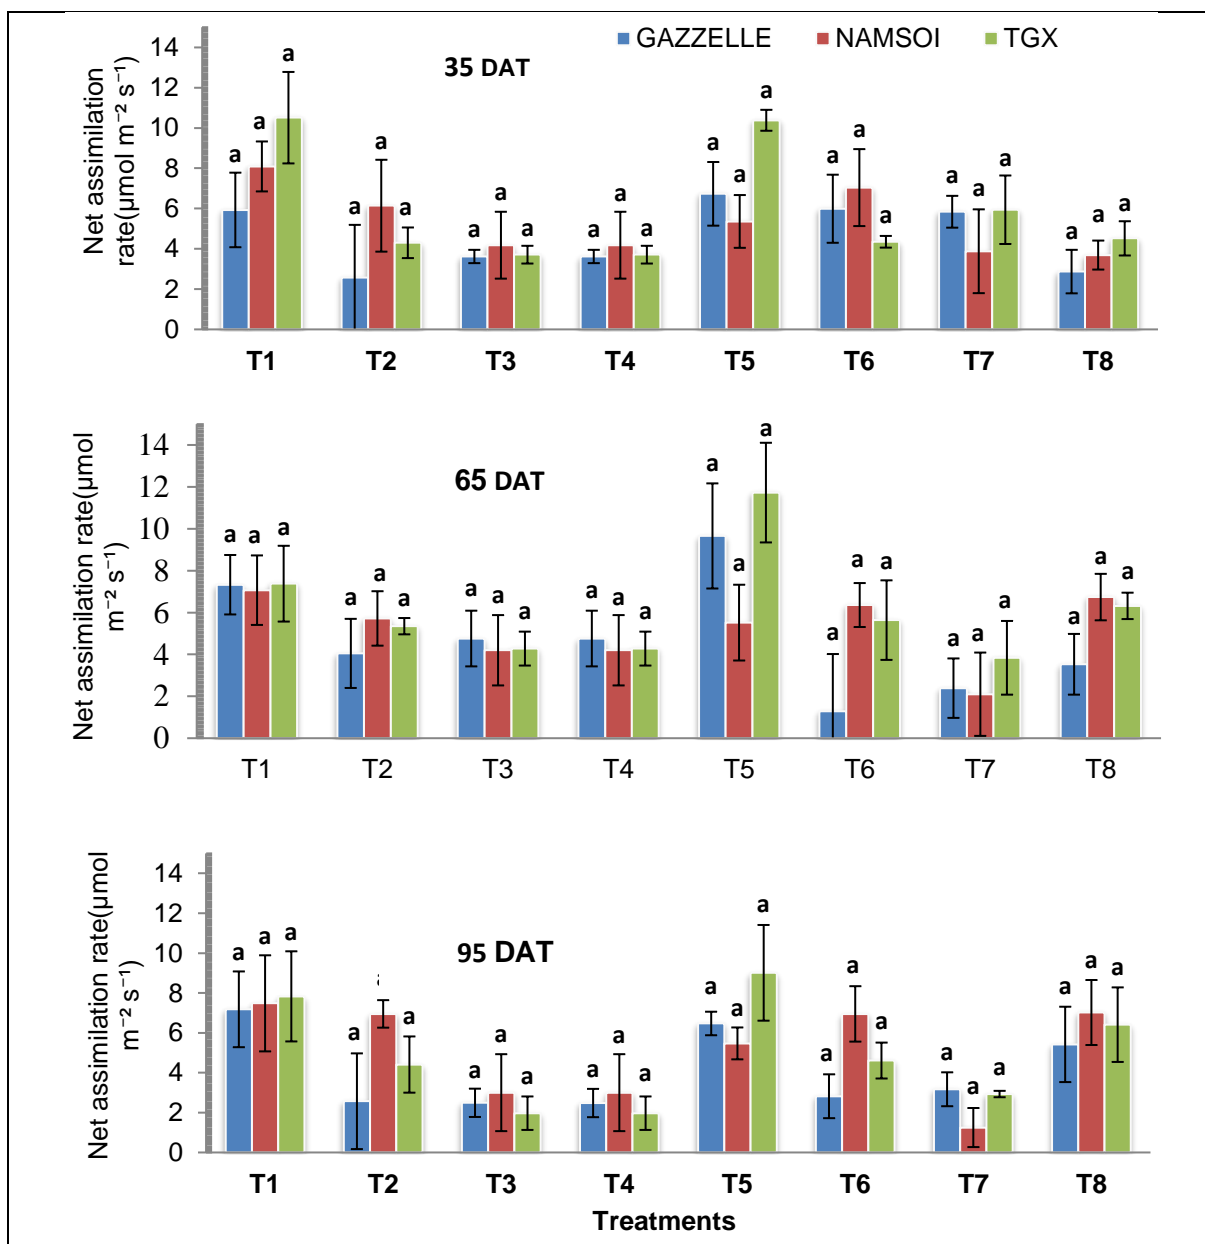 GAZZELLE NAMSOI TGX
35 DAT
Net assimilation
rate(µmol m⁻² s⁻¹)
14
12
10
8
6
4
2
0
a a a a a a a a a a a a a a a a a a a a a a a a
T1 T2 T3 T4 T5 T6 T7 T8
65 DAT
Net assimilation rate(µmol
m⁻² s⁻¹)
14
12
10
8
6
4
2
0
a a a a a a a a a a a a a a a a a a a a a a a a
T1 T2 T3 T4 T5 T6 T7 T8
95 DAT
Net assimilation rate(µmol
m⁻² s⁻¹)
14
12
10
8
6
4
2
0
a a a a a a a a a a a a a a a a a a a a a a a
T1 T2 T3 T4 T5 T6 T7 T8
Treatments